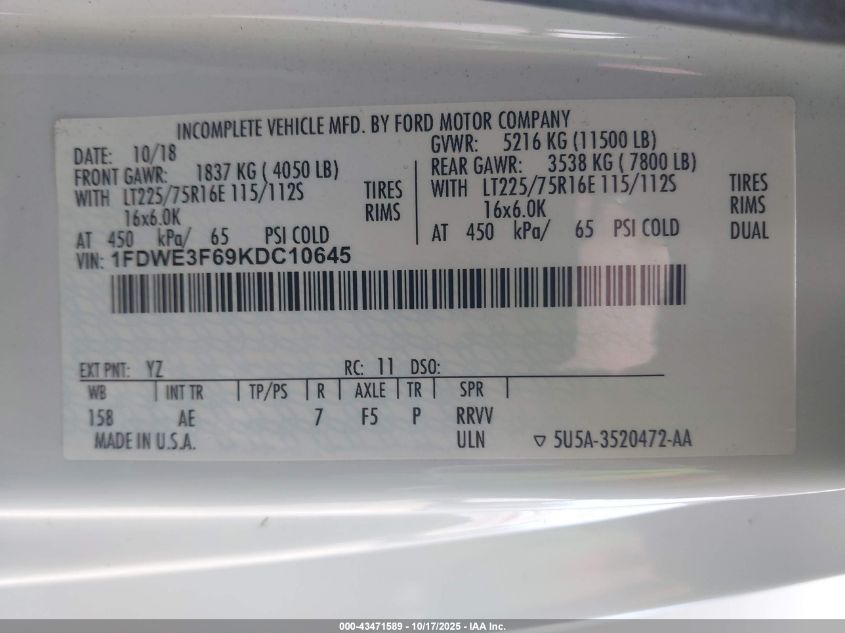 INCOMPLETE VEHICLE MFD. BY FORD MOTOR COMPANY
DATE: 10/18
GVWR: 5216 KG (11500 LB)
FRONT GAWR: 1837 KG ( 4050 LB)
REAR GAWR: 3538 KG ( 7800 LB)
WITH LT225/75R16E 115/112S TIRES
WITH LT225/75R16E 115/112S TIRES
16x6.0K RIMS
16x6.0K RIMS
AT 450 kPa/ 65 PSI COLD
AT 450 kPa/ 65 PSI COLD DUAL
VIN: 1FDWE3F69KDC10645
EXT PNT: YZ RC: 11 DSO:
WB INT TR TP/PS R AXLE TR SPR
158 AE 7 F5 P RRVV
MADE IN U.S.A. ULN ▽ 5U5A-3520472-AA
000-43471589 - 10/17/2025 - IAA Inc.